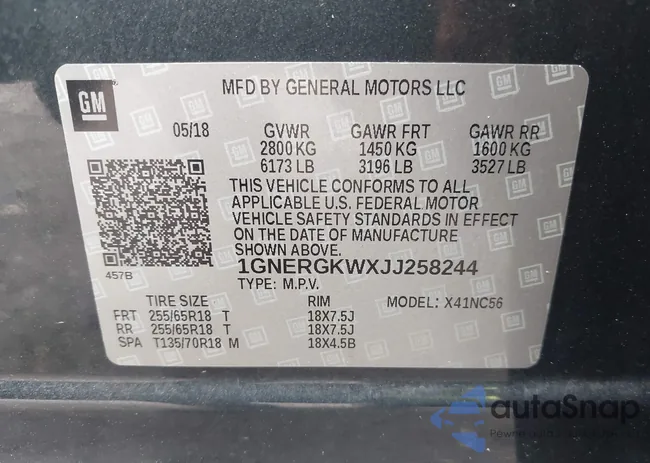 GM
MFD BY GENERAL MOTORS LLC
05/18 GVWR GAWR FRT GAWR RR
2800 KG 1450 KG 1600 KG
6173 LB 3196 LB 3527 LB
THIS VEHICLE CONFORMS TO ALL
APPLICABLE U.S. FEDERAL MOTOR
VEHICLE SAFETY STANDARDS IN EFFECT
ON THE DATE OF MANUFACTURE
SHOWN ABOVE.
1GNERGKWXJJ258244
457B TYPE: M.P.V.
TIRE SIZE RIM MODEL: X41NC56
FRT 255/65R18 T 18X7.5J
RR 255/65R18 T 18X7.5J
SPA T135/70R18 M 18X4.5B
autoSnap